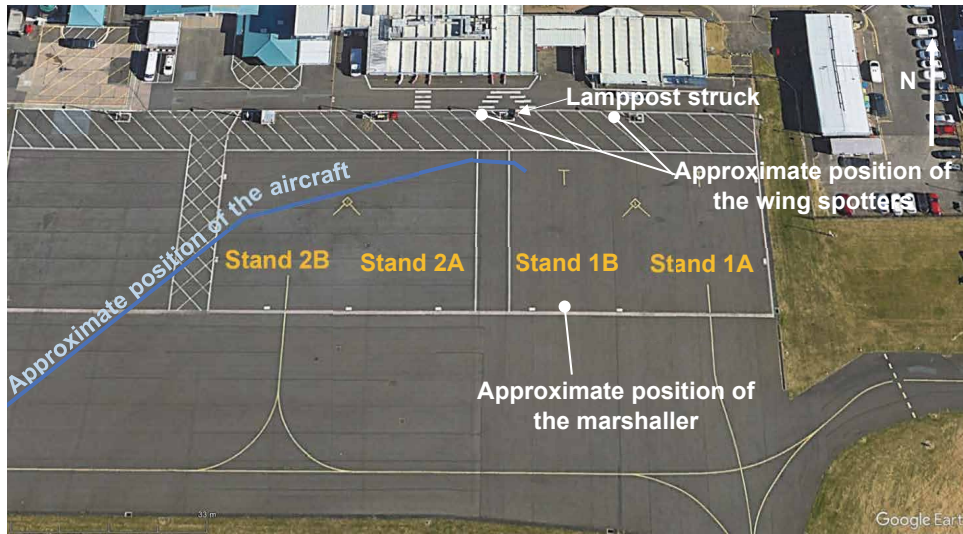 Lamppost struck
N
Approximate position of
the wing spotters
Approximate position of the aircraft
Stand 2B
Stand 2A
Stand 1B
Stand 1A
Approximate position of
the marshaller
33 m
Google Eart